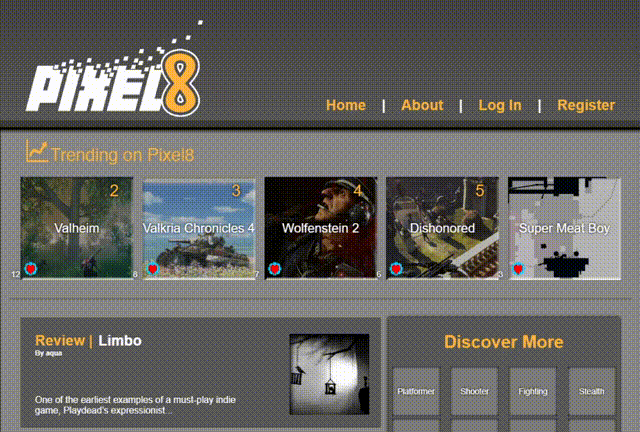 PIXEL8
Home | About | Log In | Register
Trending on Pixel8
2 3 4 5
Valheim Valkria Chronicles 4 Wolfenstein 2 Dishonored Super Meat Boy
12 8 7 3
Review | Limbo
By aqua
One of the earliest examples of a must-play indie
game, Playdead's expressionist...
Discover More
Platformer Shooter Fighting Stealth